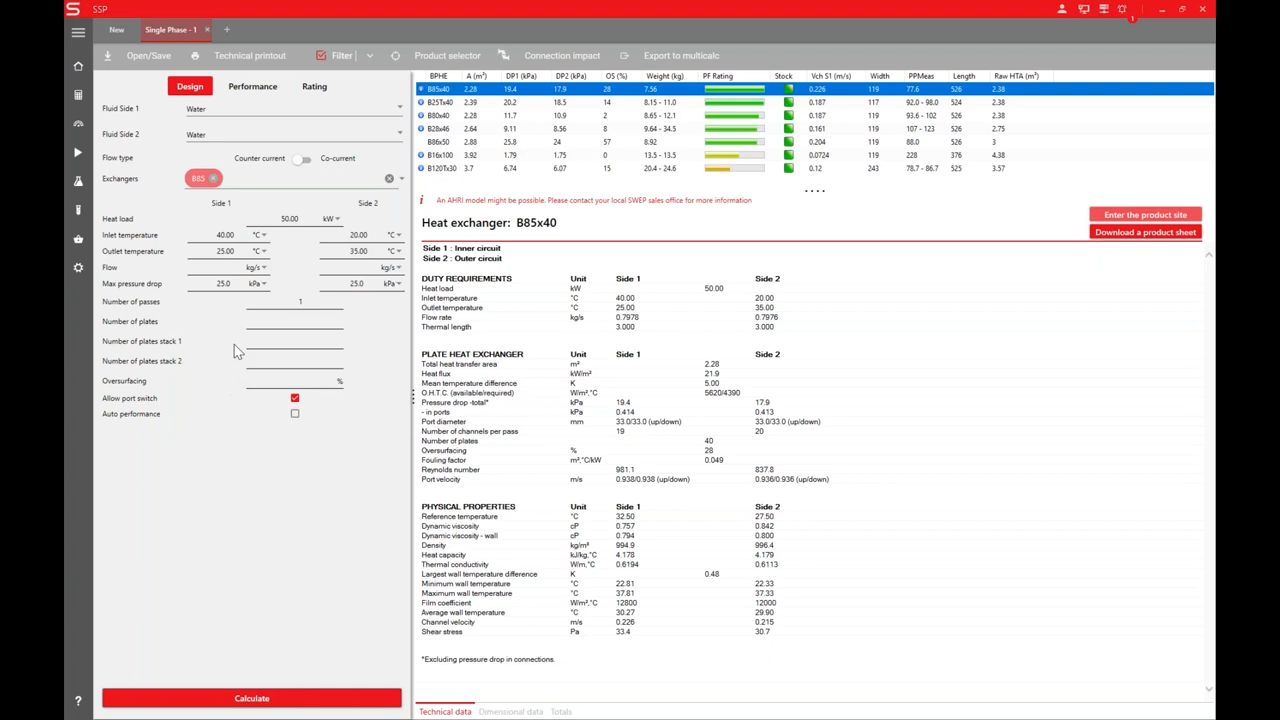 SSP
1
New Single Phase - 1 × +
Open/Save Technical printout Filter Product selector Connection impact Export to multicalc
Design Performance Rating
Fluid Side 1 Water
Fluid Side 2 Water
Flow type Counter current Co-current
Exchangers B85
Side 1 Side 2
Heat load 50.00 kW
Inlet temperature 40.00 °C 20.00 °C
Outlet temperature 25.00 °C 35.00 °C
Flow kg/s kg/s
Max pressure drop 25.0 kPa 25.0 kPa
Number of passes 1
Number of plates
Number of plates stack 1
Number of plates stack 2
Oversurfacing %
Allow port switch
Auto performance
Calculate
BPHE A (m²) DP1 (kPa) DP2 (kPa) OS (%) Weight (kg) PF Rating Stock Vch S1 (m/s) Width PPMeas Length Raw HTA (m²)
B85x40 2.28 19.4 17.9 28 7.56 0.226 119 77.6 526 2.38
B25Tx40 2.39 20.2 18.5 14 8.15 - 11.0 0.187 117 92.0 - 98.0 524 2.38
B80x40 2.28 11.7 10.9 2 8.65 - 12.1 0.187 119 93.6 - 102 526 2.38
B28x46 2.64 9.11 8.56 8 9.64 - 34.5 0.161 119 107 - 123 526 2.75
B86x50 2.88 25.8 24 57 8.92 0.204 119 88.0 526 3
B16x100 3.92 1.79 1.75 0 13.5 - 13.5 0.0724 119 228 376 4.38
B120Tx30 3.7 6.74 6.07 15 20.4 - 24.6 0.12 243 78.7 - 86.7 525 3.57
i An AHRI model might be possible. Please contact your local SWEP sales office for more information
Heat exchanger: B85x40
Enter the product site
Download a product sheet
Side 1 : Inner circuit
Side 2 : Outer circuit
DUTY REQUIREMENTS Unit Side 1 Side 2
Heat load kW 50.00
Inlet temperature °C 40.00 20.00
Outlet temperature °C 25.00 35.00
Flow rate kg/s 0.7978 0.7976
Thermal length 3.000 3.000
PLATE HEAT EXCHANGER Unit Side 1 Side 2
Total heat transfer area m² 2.28
Heat flux kW/m² 21.9
Mean temperature difference K 5.00
O.H.T.C. (available/required) W/m²,°C 5620/4390
Pressure drop -total* kPa 19.4 17.9
- in ports kPa 0.414 0.413
Port diameter mm 33.0/33.0 (up/down) 33.0/33.0 (up/down)
Number of channels per pass 19 20
Number of plates 40
Oversurfacing % 28
Fouling factor m²,°C/kW 0.049
Reynolds number 981.1 837.8
Port velocity m/s 0.938/0.938 (up/down) 0.936/0.936 (up/down)
PHYSICAL PROPERTIES Unit Side 1 Side 2
Reference temperature °C 32.50 27.50
Dynamic viscosity cP 0.757 0.842
Dynamic viscosity - wall cP 0.794 0.800
Density kg/m³ 994.9 996.4
Heat capacity kJ/kg,°C 4.178 4.179
Thermal conductivity W/m,°C 0.6194 0.6113
Largest wall temperature difference K 0.48
Minimum wall temperature °C 22.81 22.33
Maximum wall temperature °C 37.81 37.33
Film coefficient W/m²,°C 12800 12000
Average wall temperature °C 30.27 29.90
Channel velocity m/s 0.226 0.215
Shear stress Pa 33.4 30.7
*Excluding pressure drop in connections.
Technical data Dimensional data Totals